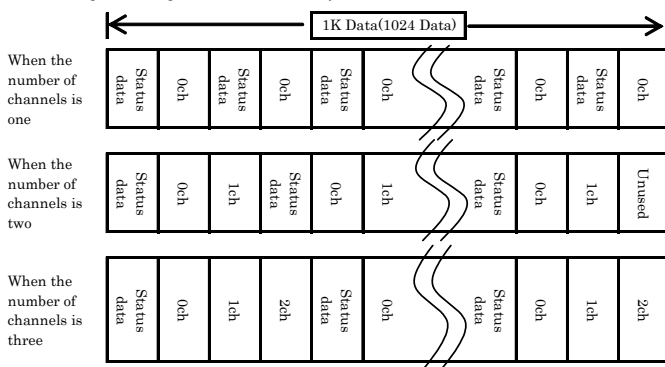 1K Data(1024 Data)
When the
number of
channels is
one
Status
data
0ch
Status
data
0ch
Status
data
0ch
Status
data
0ch
Status
data
0ch
When the
number of
channels is
two
Status
data
0ch
1ch
Status
data
0ch
1ch
Status
data
0ch
1ch
Unused
When the
number of
channels is
three
Status
data
0ch
1ch
2ch
Status
data
0ch
Status
data
0ch
1ch
2ch